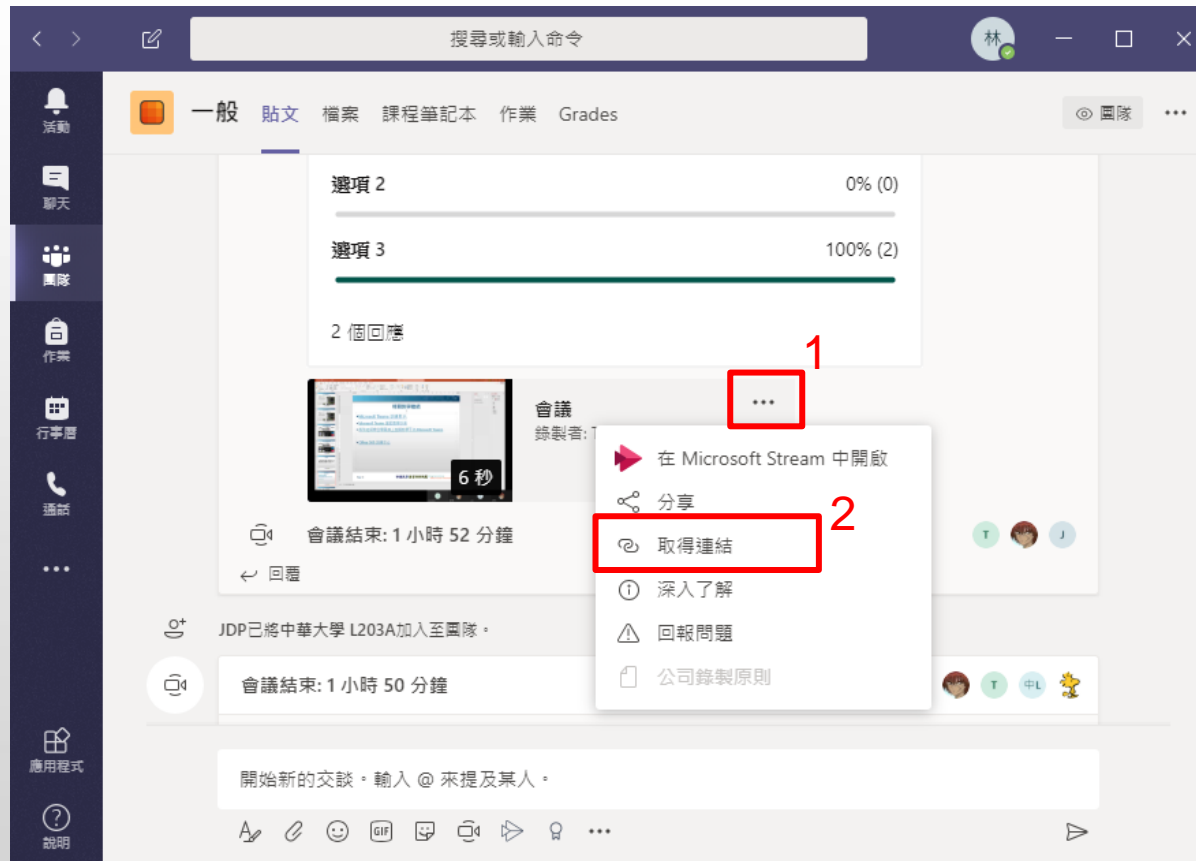 搜尋或輸入命令
林
活動
聊天
團隊
作業
行事曆
通話
應用程式
說明
一般 貼文 檔案 課程筆記本 作業 Grades
團隊
選項 2 0% (0)
選項 3 100% (2)
2 個回應
1
會議
錄製者:
6 秒
在 Microsoft Stream 中開啟
分享
2
取得連結
深入了解
回報問題
公司錄製原則
會議結束: 1 小時 52 分鐘
T J
回覆
JDP已將中華大學 L203A加入至團隊。
會議結束: 1 小時 50 分鐘
T 中L
開始新的交談。輸入 @ 來提及某人。
GIF